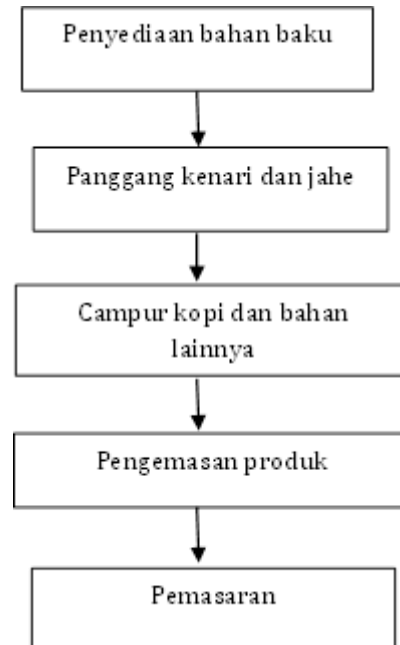 Penyediaan bahan baku
Panggang kenari dan jahe
Campur kopi dan bahan
lainnya
Pengemasan produk
Pemasaran